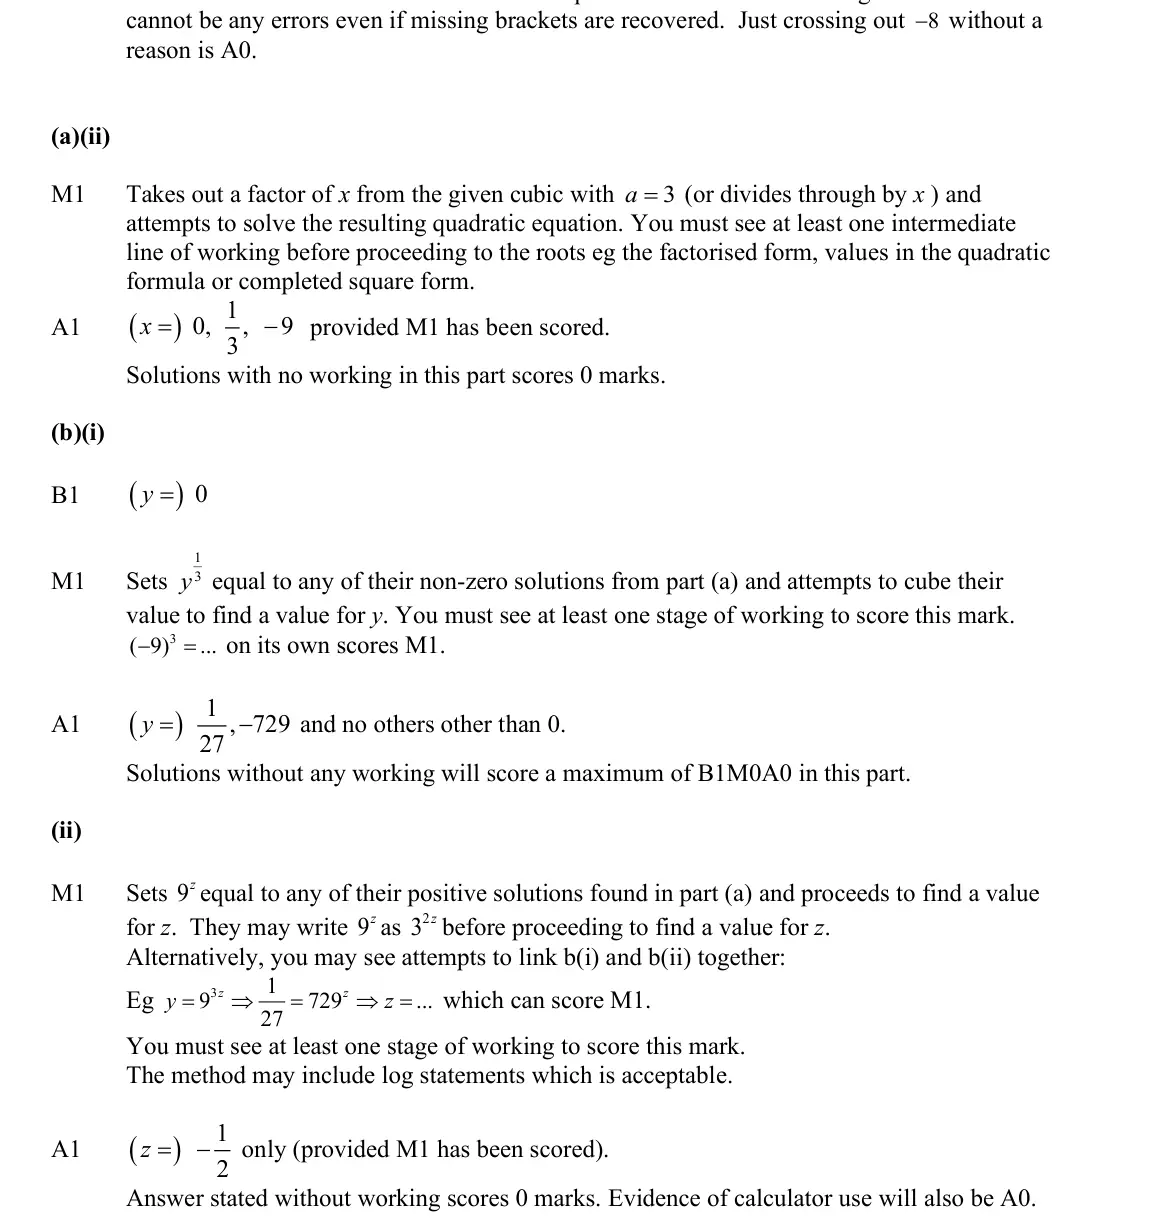 cannot be any errors even if missing brackets are recovered. Just crossing out −8 without a
reason is A0.
(a)(ii)
M1 Takes out a factor of x from the given cubic with a = 3 (or divides through by x ) and
attempts to solve the resulting quadratic equation. You must see at least one intermediate
line of working before proceeding to the roots eg the factorised form, values in the quadratic
formula or completed square form.
A1 (x =) 0, 1/3, −9 provided M1 has been scored.
Solutions with no working in this part scores 0 marks.
(b)(i)
B1 (y =) 0
M1 Sets y^(1/3) equal to any of their non-zero solutions from part (a) and attempts to cube their
value to find a value for y. You must see at least one stage of working to score this mark.
(−9)³ = ... on its own scores M1.
A1 (y =) 1/27, −729 and no others other than 0.
Solutions without any working will score a maximum of B1M0A0 in this part.
(ii)
M1 Sets 9^z equal to any of their positive solutions found in part (a) and proceeds to find a value
for z. They may write 9^z as 3^(2z) before proceeding to find a value for z.
Alternatively, you may see attempts to link b(i) and b(ii) together:
Eg y = 9^(3z) ⇒ 1/27 = 729^z ⇒ z = ... which can score M1.
You must see at least one stage of working to score this mark.
The method may include log statements which is acceptable.
A1 (z =) −1/2 only (provided M1 has been scored).
Answer stated without working scores 0 marks. Evidence of calculator use will also be A0.